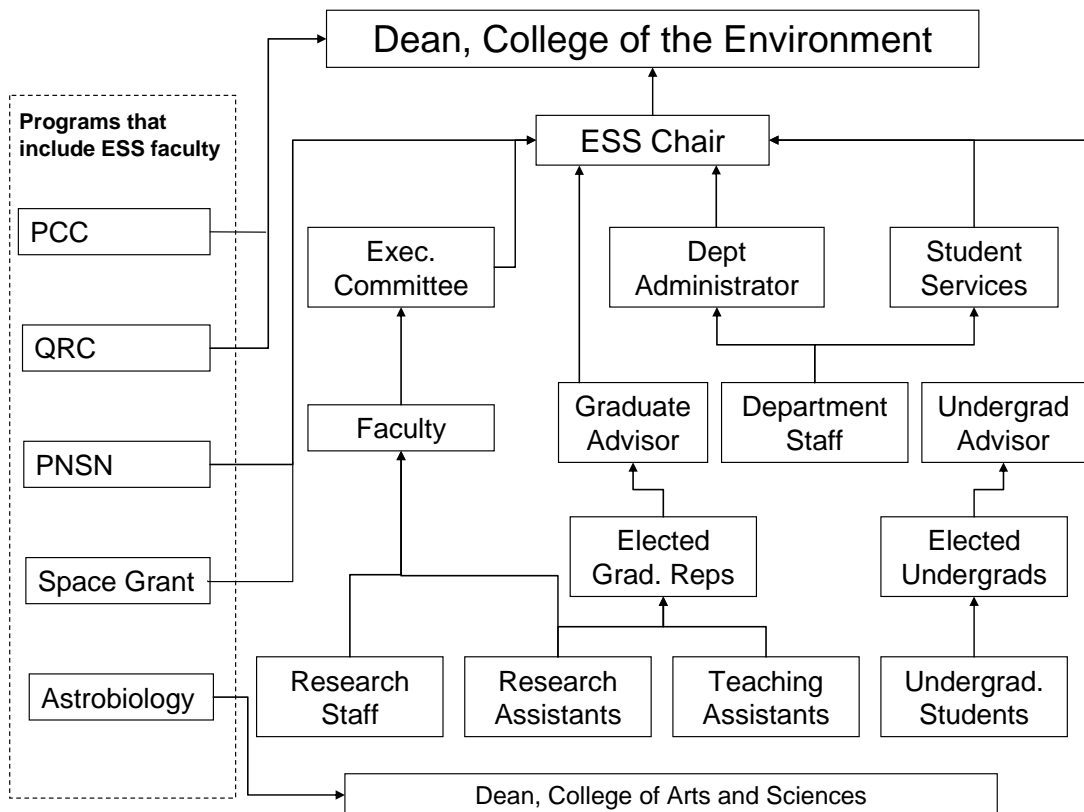 Dean, College of the Environment
Programs that
include ESS faculty
ESS Chair
PCC
Exec.
Committee
Dept
Administrator
Student
Services
QRC
Faculty
Graduate
Advisor
Department
Staff
Undergrad
Advisor
PNSN
Elected
Grad. Reps
Elected
Undergrads
Space Grant
Astrobiology
Research
Staff
Research
Assistants
Teaching
Assistants
Undergrad.
Students
Dean, College of Arts and Sciences